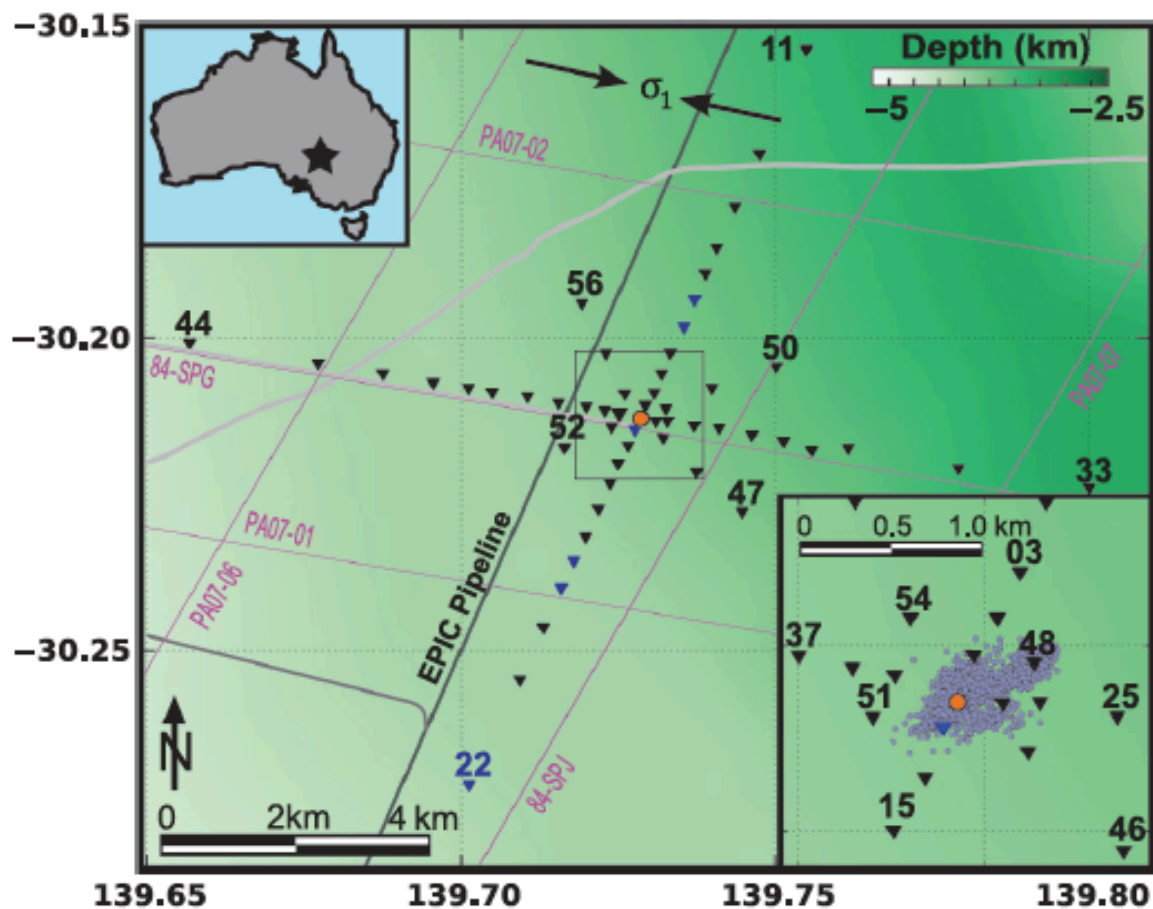 −30.15
11
Depth (km)
σ1
−5
−2.5
PA07-02
56
44
−30.20
50
84-SPG
PA07-07
52
33
47
PA07-01
EPIC Pipeline
0 0.5 1.0 km
03
54
37
48
PA07-06
−30.25
51
25
N
22
84-SPJ
15
46
0 2km 4 km
139.65 139.70 139.75 139.80